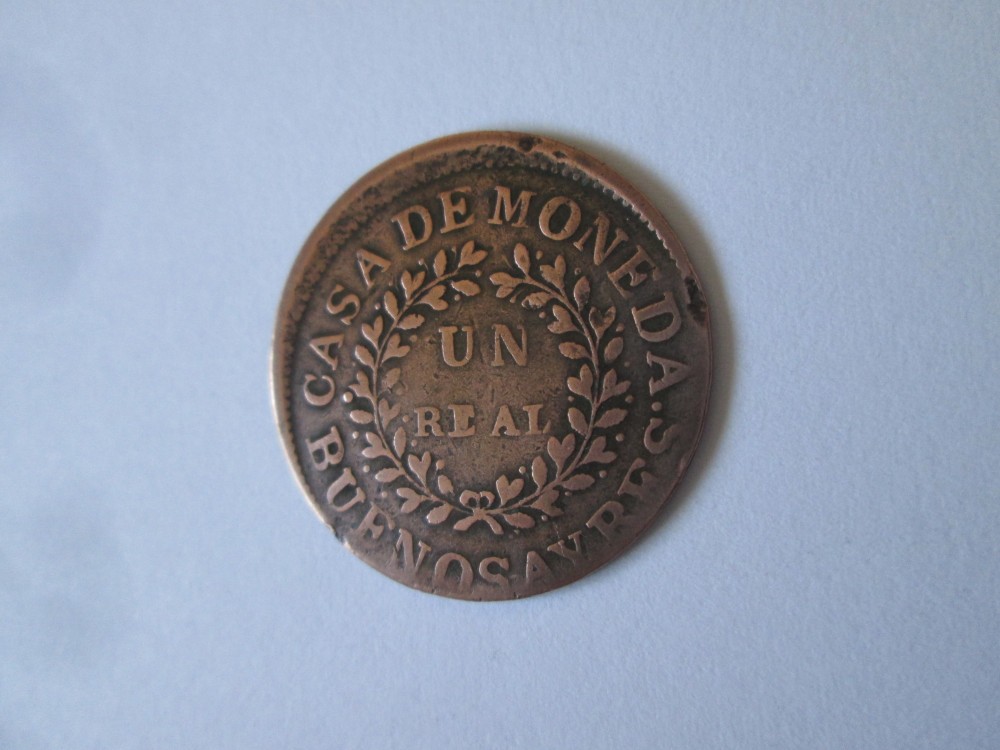 CASA DE MONEDA.
BUENOS AYRES
UN
REAL